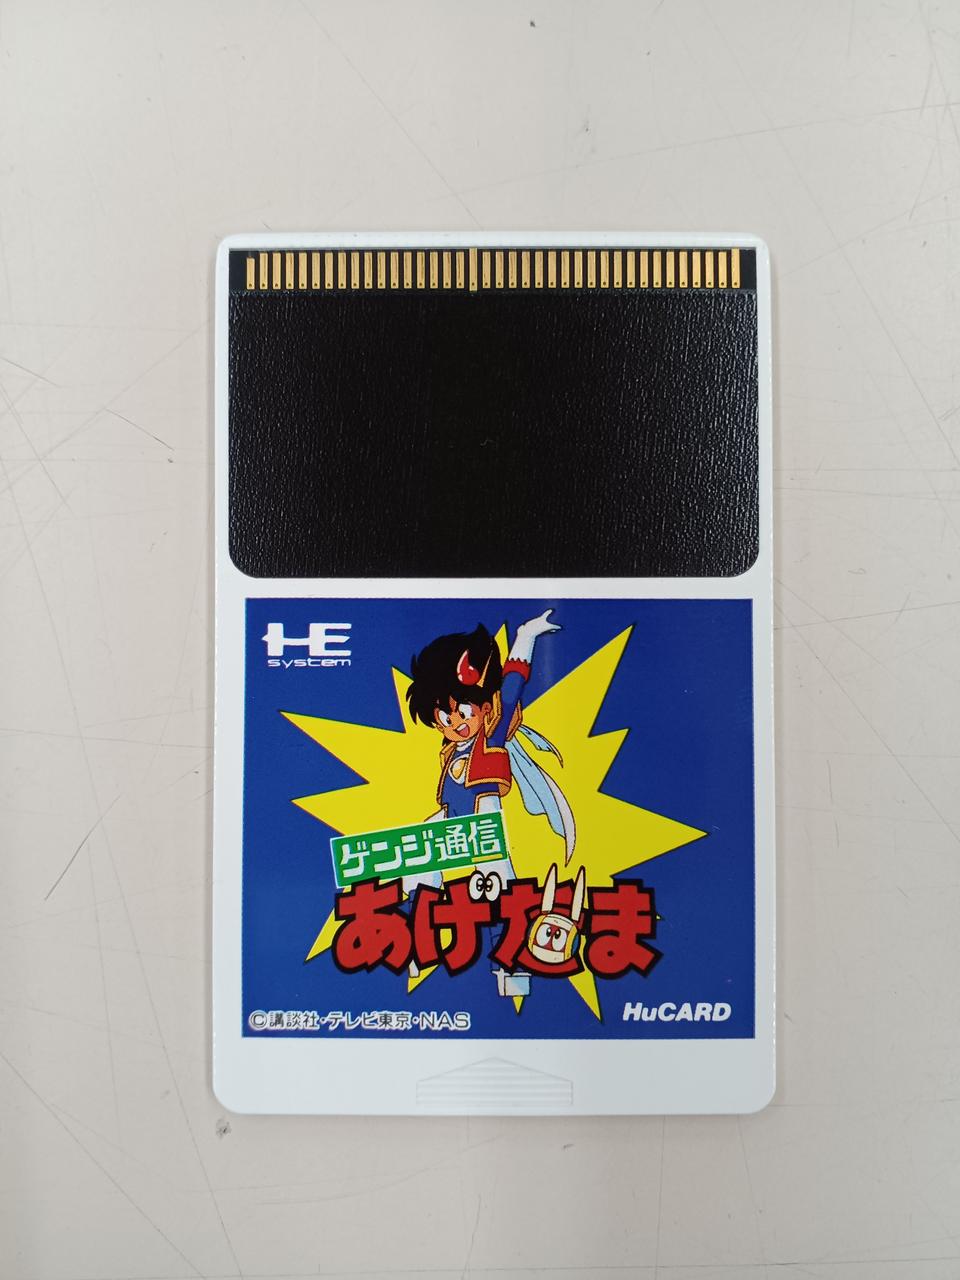 HE
system
ゲンジ通信
あげだま
HuCARD
©講談社・テレビ東京・NAS